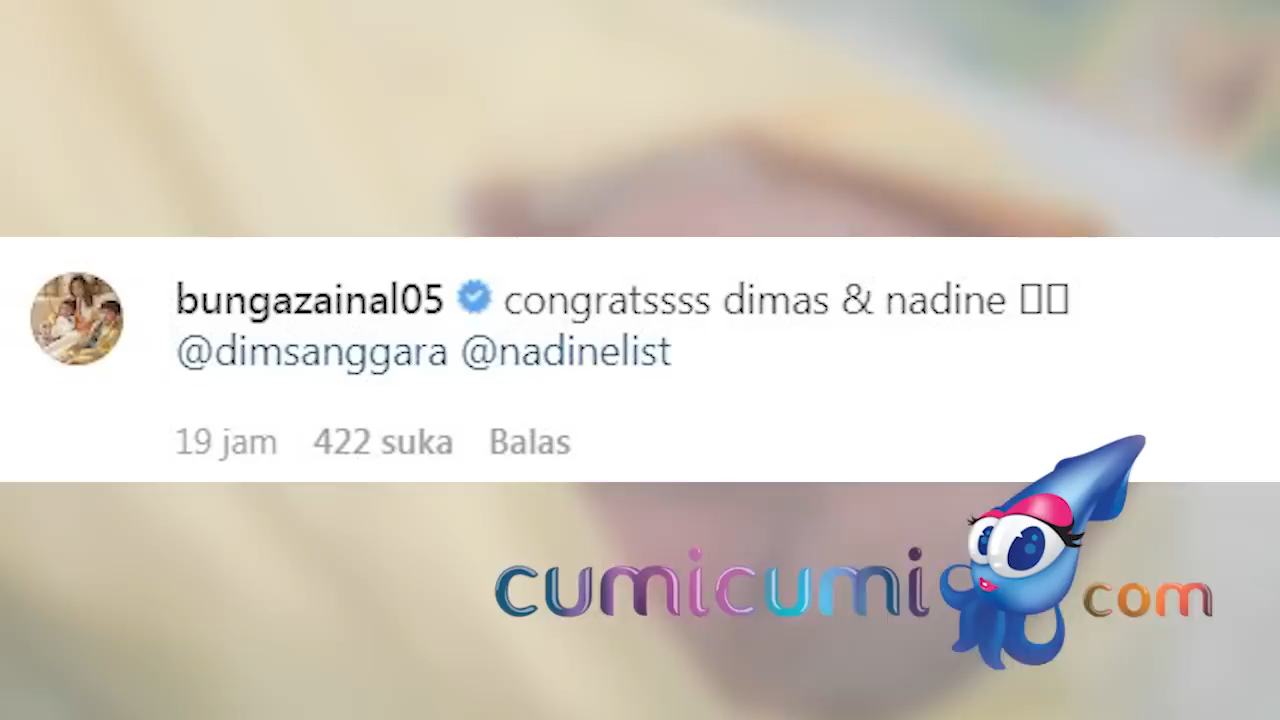 bungazainal05 congratssss dimas & nadine
@dimsanggara @nadinelist
19 jam 422 suka Balas
cumicumi com